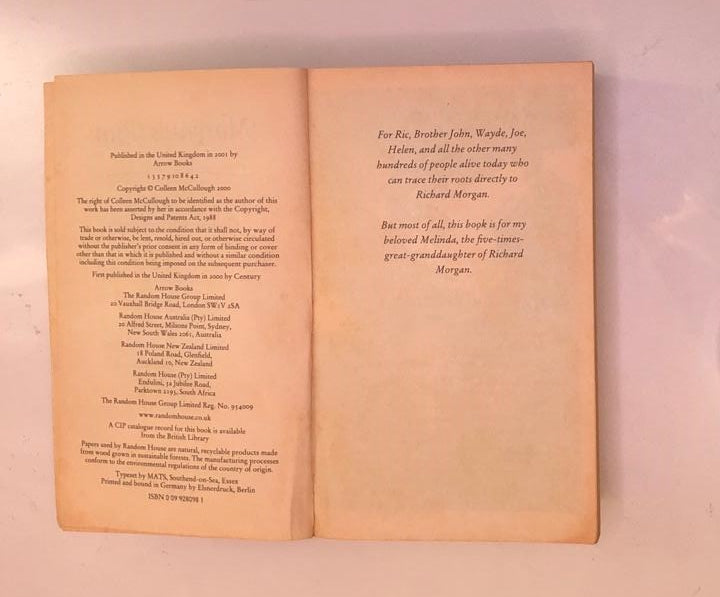 Published in the United Kingdom in 2001 by
Arrow Books
1 3 5 7 9 10 8 6 4 2
Copyright © Colleen McCullough 2000
The right of Colleen McCullough to be identified as the author of this
work has been asserted by her in accordance with the Copyright,
Designs and Patents Act, 1988
This book is sold subject to the condition that it shall not, by way of
trade or otherwise, be lent, resold, hired out, or otherwise circulated
without the publisher's prior consent in any form of binding or cover
other than that in which it is published and without a similar condition
including this condition being imposed on the subsequent purchaser.
First published in the United Kingdom in 2000 by Century
Arrow Books
The Random House Group Limited
20 Vauxhall Bridge Road, London SW1V 2SA
Random House Australia (Pty) Limited
20 Alfred Street, Milsons Point, Sydney,
New South Wales 2061, Australia
Random House New Zealand Limited
18 Poland Road, Glenfield,
Auckland 10, New Zealand
Random House (Pty) Limited
Endulini, 5a Jubilee Road,
Parktown 2193, South Africa
The Random House Group Limited Reg. No. 954009
www.randomhouse.co.uk
A CIP catalogue record for this book is available
from the British Library
Papers used by Random House are natural, recyclable products made
from wood grown in sustainable forests. The manufacturing processes
conform to the environmental regulations of the country of origin.
Typeset by MATS, Southend-on-Sea, Essex
Printed and bound in Germany by Elsnerdruck, Berlin
ISBN 0 09 928098 1
For Ric, Brother John, Wayde, Joe,
Helen, and all the other many
hundreds of people alive today who
can trace their roots directly to
Richard Morgan.
But most of all, this book is for my
beloved Melinda, the five-times-
great-granddaughter of Richard
Morgan.